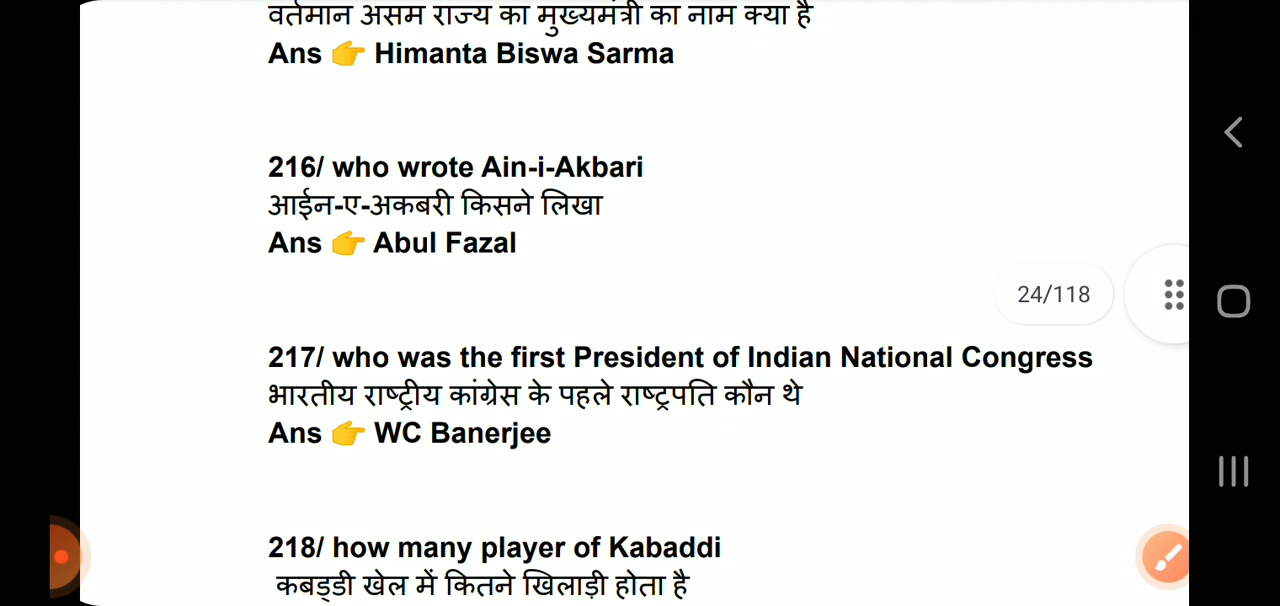 वर्तमान असम राज्य का मुख्यमंत्री का नाम क्या है
Ans 👉 Himanta Biswa Sarma
216/ who wrote Ain-i-Akbari
आईन-ए-अकबरी किसने लिखा
Ans 👉 Abul Fazal
24/118
217/ who was the first President of Indian National Congress
भारतीय राष्ट्रीय कांग्रेस के पहले राष्ट्रपति कौन थे
Ans 👉 WC Banerjee
218/ how many player of Kabaddi
कबड्डी खेल में कितने खिलाड़ी होता है